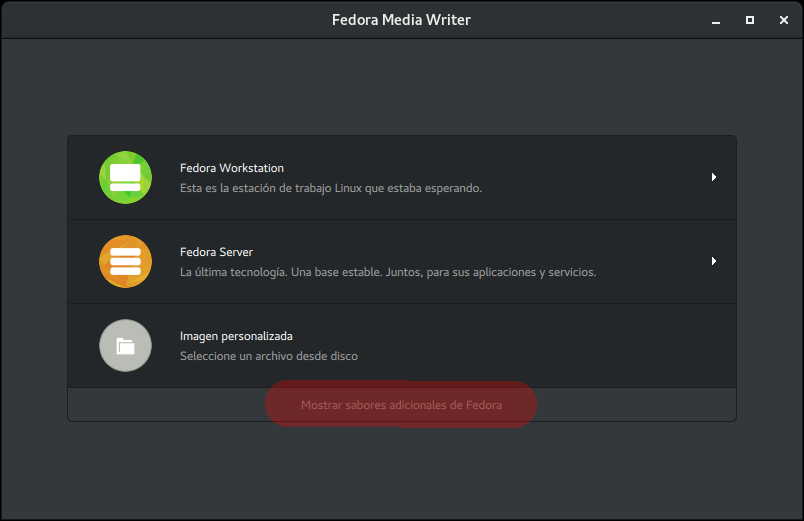 Fedora Media Writer
Fedora Workstation
Esta es la estación de trabajo Linux que estaba esperando.
Fedora Server
La última tecnología. Una base estable. Juntos, para sus aplicaciones y servicios.
Imagen personalizada
Seleccione un archivo desde disco
Mostrar sabores adicionales de Fedora